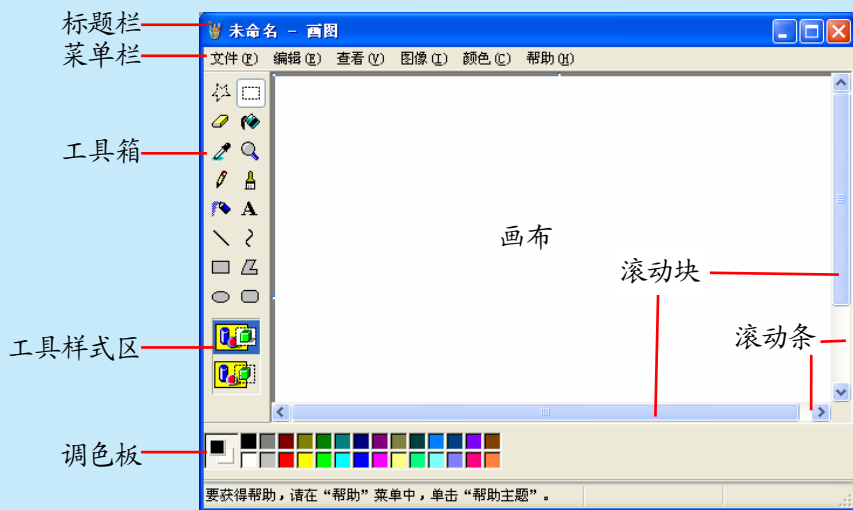 标题栏
未命名 - 画图
菜单栏
文件(F) 编辑(E) 查看(V) 图像(I) 颜色(C) 帮助(H)
工具箱
A
画布
滚动块
工具样式区
滚动条
调色板
要获得帮助,请在“帮助”菜单中,单击“帮助主题”。